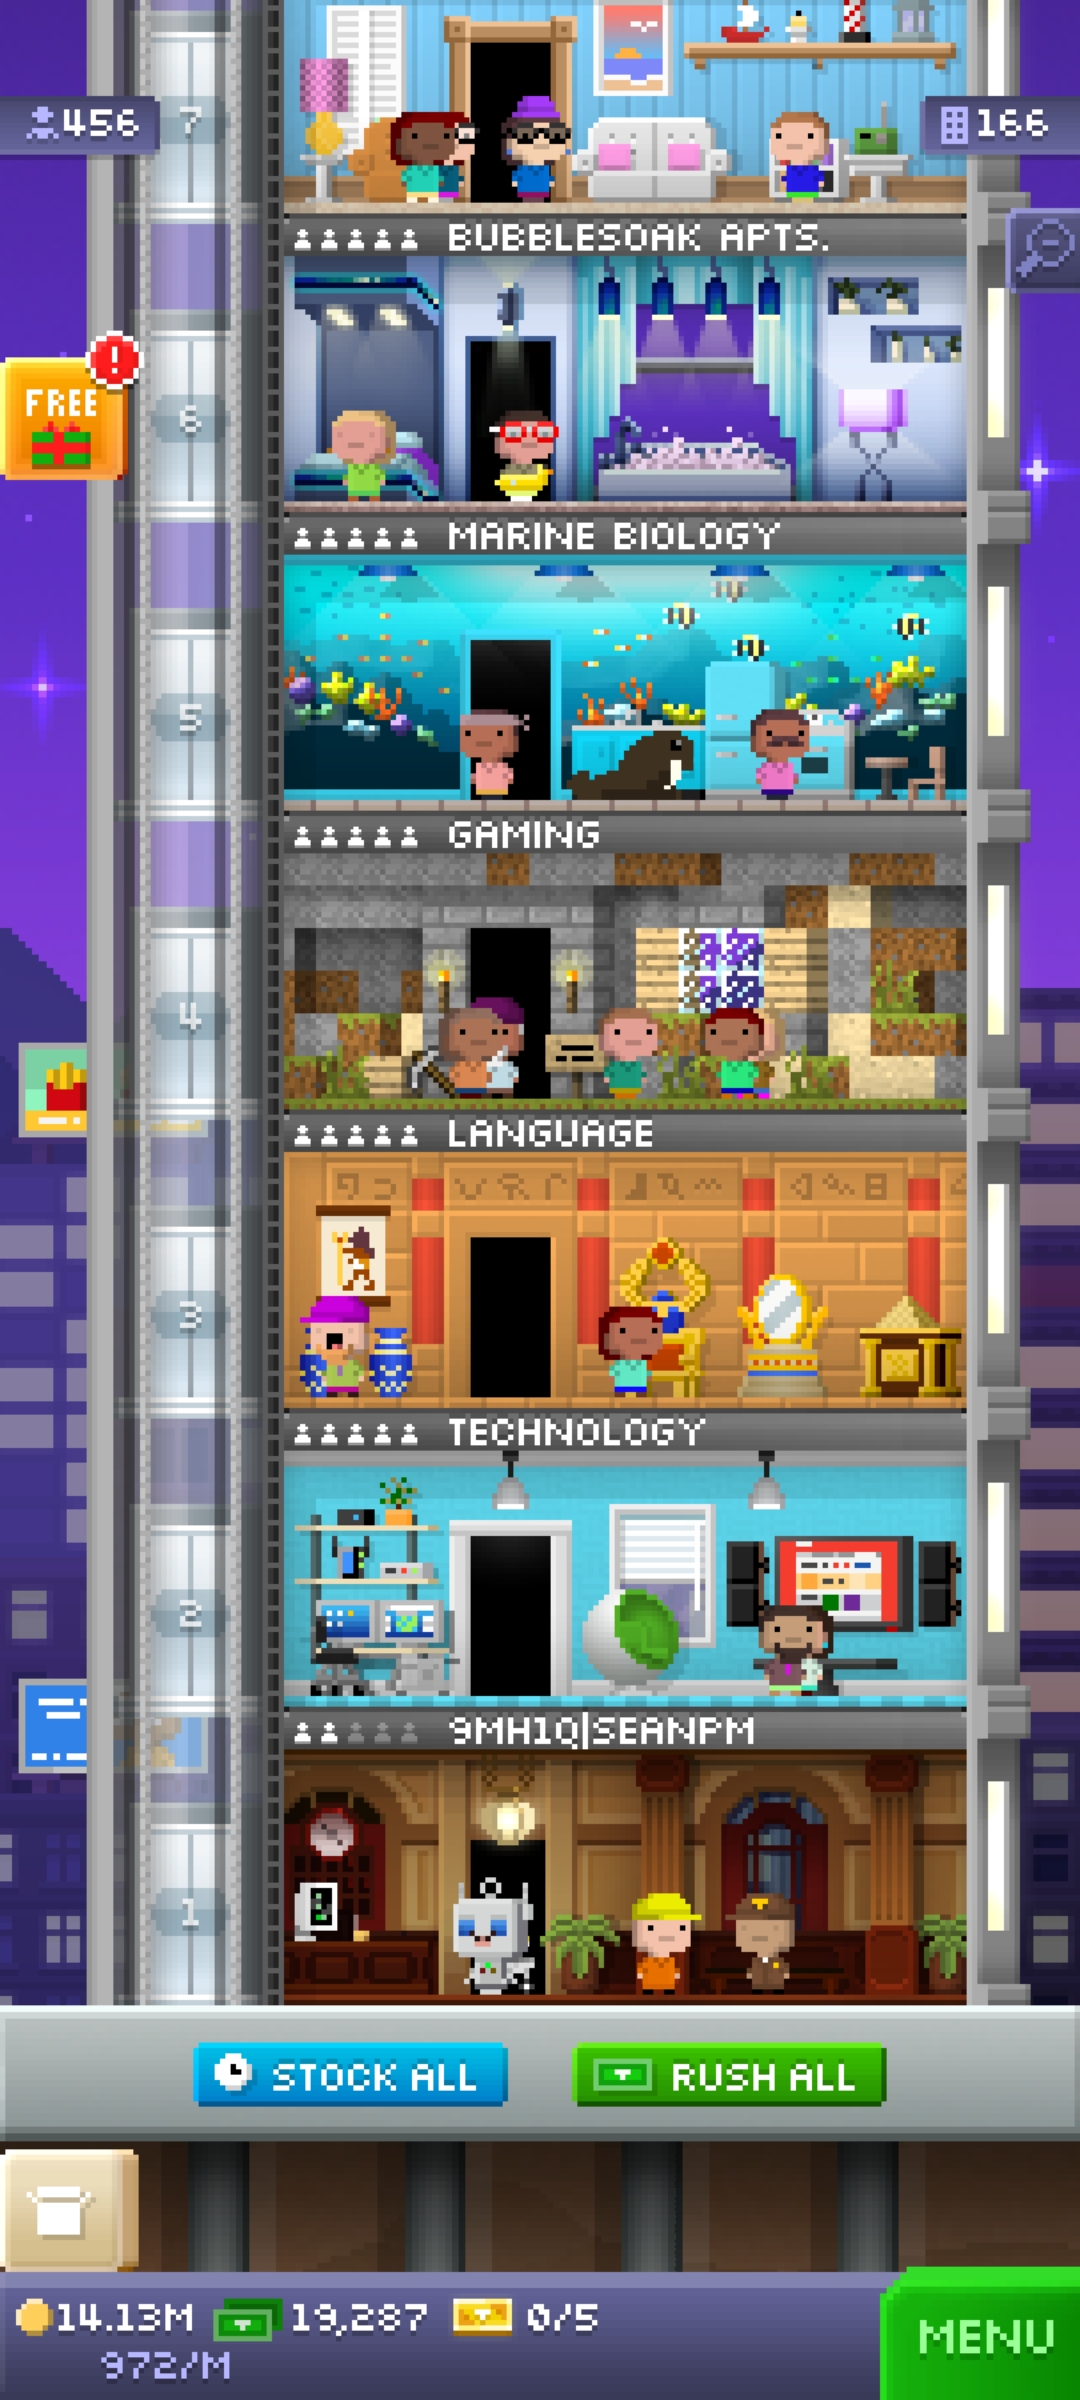 7
456
166
BUBBLESOAK APTS.
FREE
!
6
MARINE BIOLOGY
5
GAMING
4
LANGUAGE
3
TECHNOLOGY
2
9MH1Q|SEANPM
1
STOCK ALL
RUSH ALL
14.13M
19,287
0/5
972/M
MENU